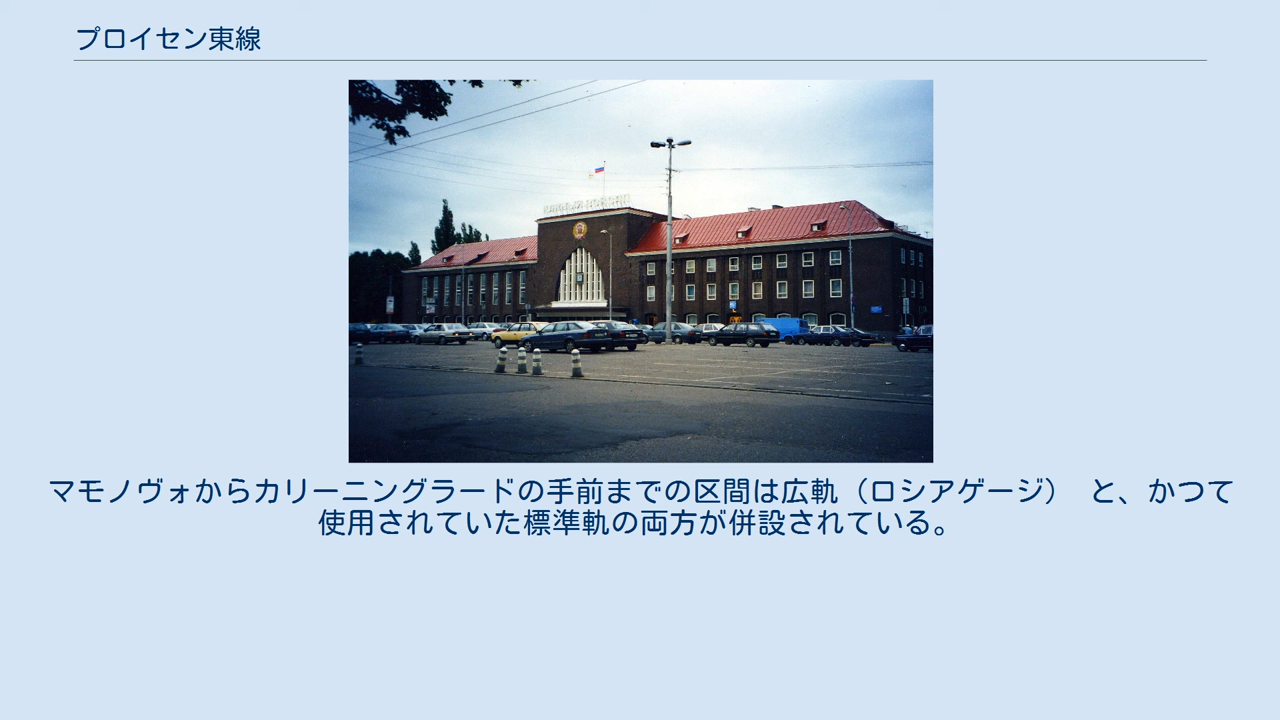 プロイセン東線
マモノヴォからカリーニングラードの手前までの区間は広軌（ロシアゲージ） と、かつて
使用されていた標準軌の両方が併設されている。